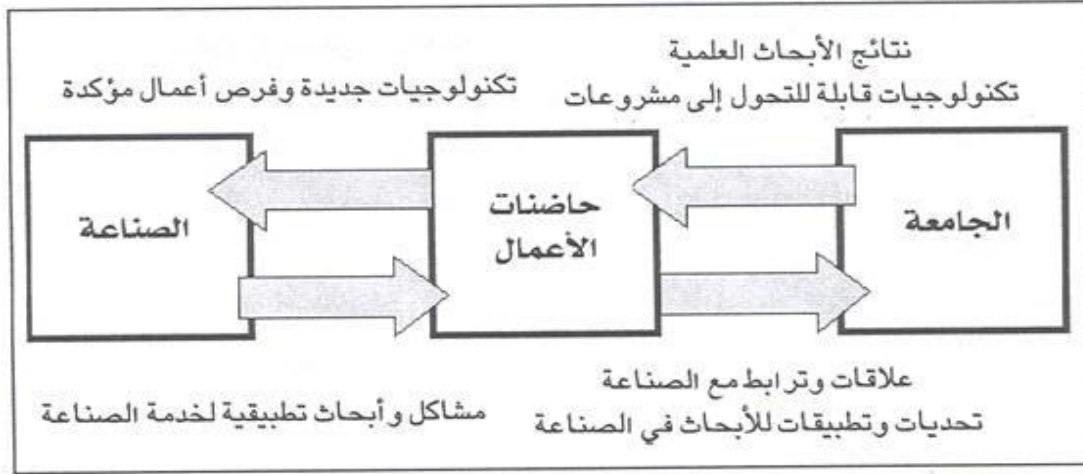 نتائج الأبحاث العلمية
تكنولوجيات قابلة للتحول إلى مشروعات
تكنولوجيات جديدة وفرص أعمال مؤكدة
الجامعة
حاضنات
الأعمال
الصناعة
علاقات وترابط مع الصناعة
تحديات وتطبيقات للأبحاث في الصناعة
مشاكل وأبحاث تطبيقية لخدمة الصناعة